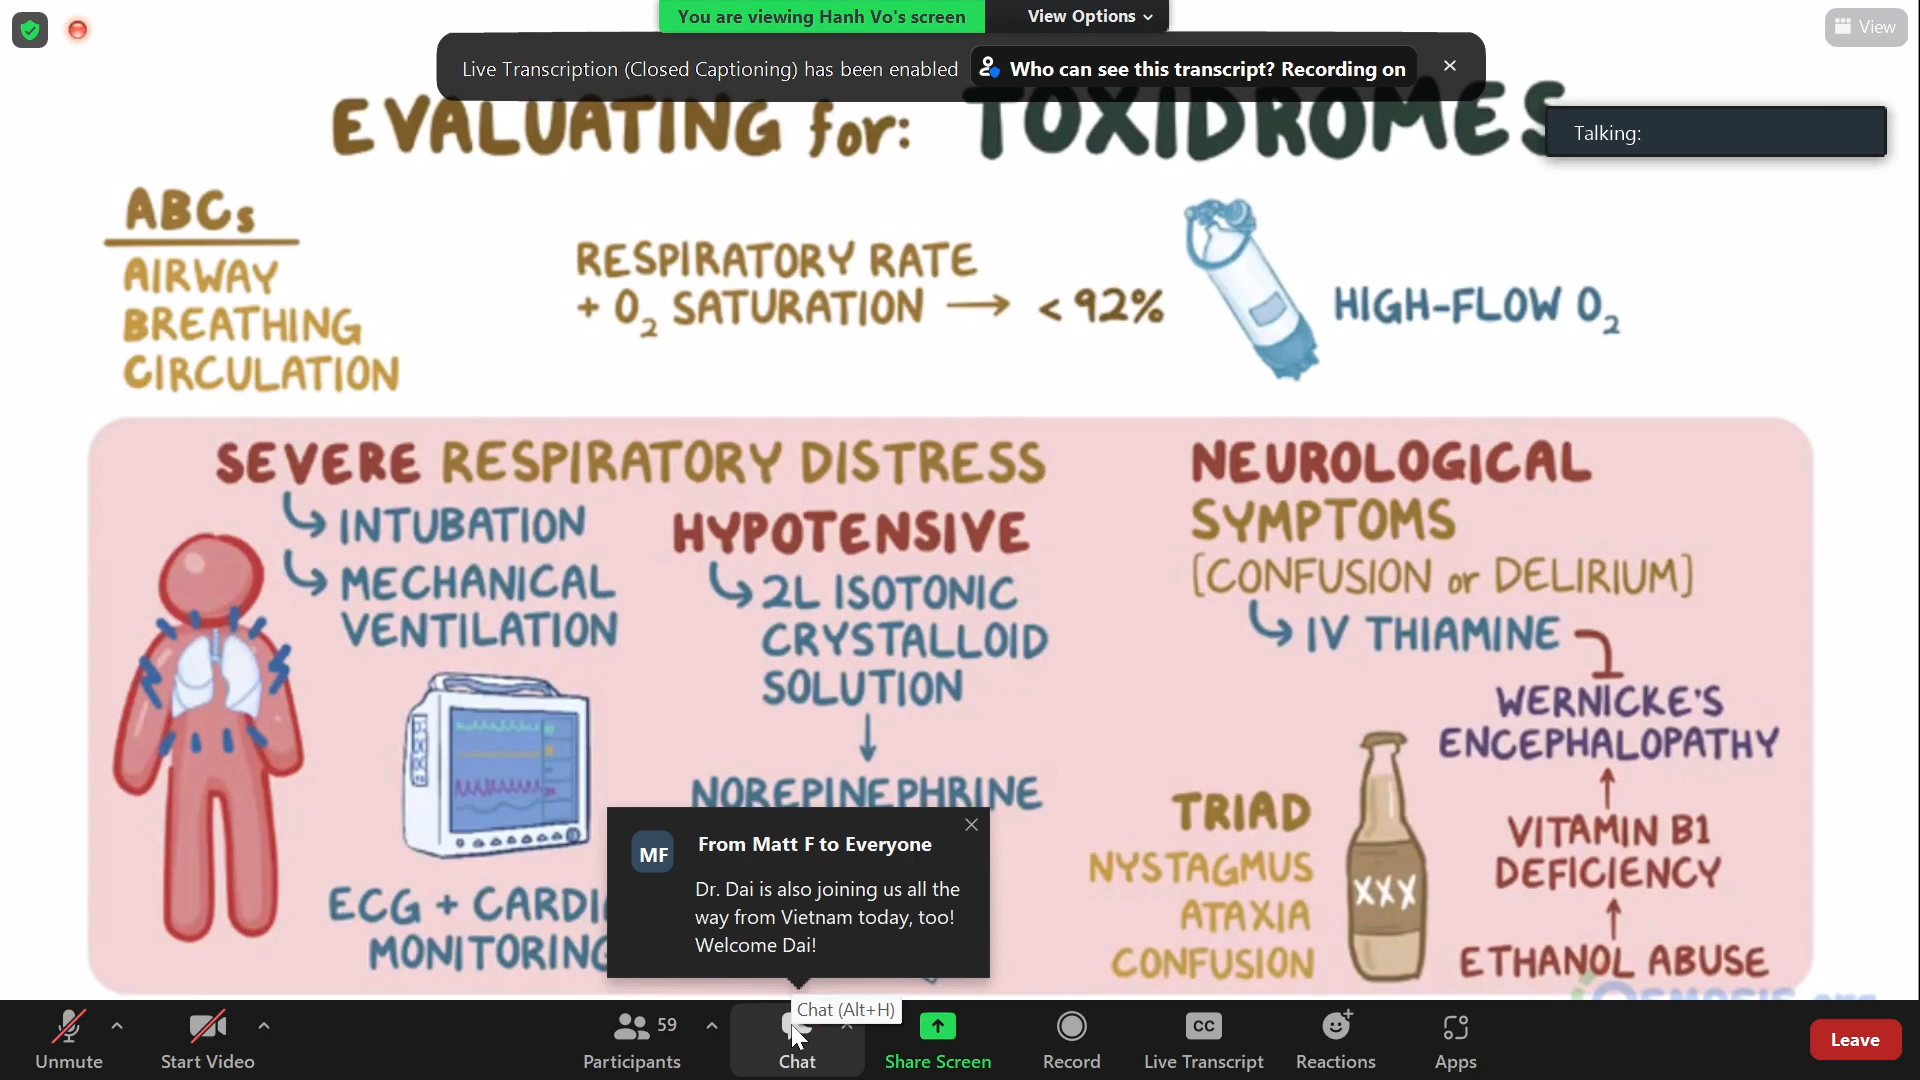 You are viewing Hanh Vo's screen
View Options
View
Live Transcription (Closed Captioning) has been enabled
Who can see this transcript? Recording on
EVALUATING for: TOXIDROMES
Talking:
ABCs
AIRWAY
BREATHING
CIRCULATION
RESPIRATORY RATE
+ O2 SATURATION → < 92%
HIGH-FLOW O2
SEVERE RESPIRATORY DISTRESS
INTUBATION
MECHANICAL
VENTILATION
HYPOTENSIVE
2L ISOTONIC
CRYSTALLOID
SOLUTION
NOREPINEPHRINE
ECG + CARDI
MONITORING
NEUROLOGICAL
SYMPTOMS
[CONFUSION or DELIRIUM]
IV THIAMINE
WERNICKE'S
ENCEPHALOPATHY
VITAMIN B1
DEFICIENCY
ETHANOL ABUSE
TRIAD
NYSTAGMUS
ATAXIA
CONFUSION
XXX
MF
From Matt F to Everyone
Dr. Dai is also joining us all the
way from Vietnam today, too!
Welcome Dai!
Chat (Alt+H)
Unmute
Start Video
59
Participants
Chat
Share Screen
Record
CC
Live Transcript
Reactions
Apps
Leave